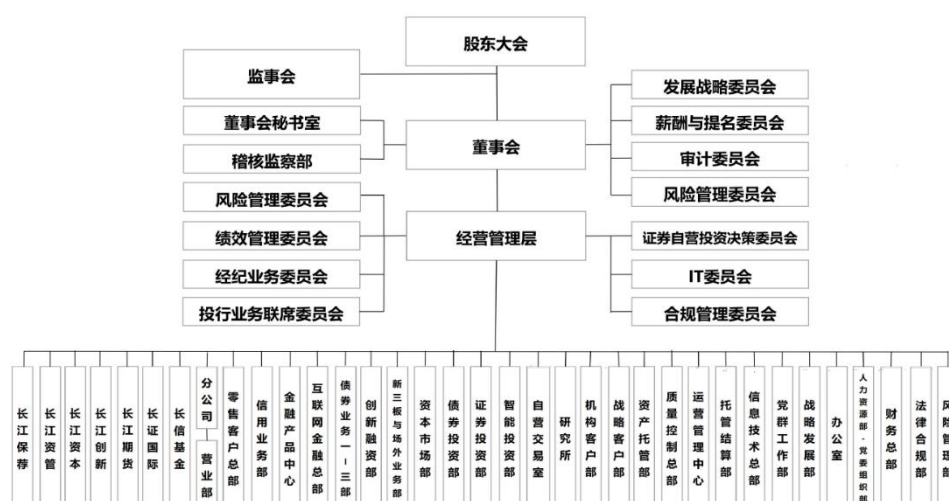 股东大会
监事会
发展战略委员会
董事会秘书室
薪酬与提名委员会
董事会
稽核监察部
审计委员会
风险管理委员会
风险管理委员会
绩效管理委员会
经营管理层
证券自营投资决策委员会
经纪业务委员会
IT委员会
投行业务联席委员会
合规管理委员会
长江保荐
长江资管
长江资本
长江创新
长江期货
长证国际
长信基金
分公司
营业部
零售客户总部
信用业务部
金融产品中心
互联网金融总部
债券业务一-三部
创新融资部
新三板与场外业务部
资本市场部
债券投资部
证券投资部
智能投资部
自营交易室
研究所
机构客户部
战略客户部
资产托管部
质量控制总部
运营管理中心
托管结算部
信息技术总部
党群工作部
战略发展部
办公室
人力资源部-党委组织部
财务总部
法律合规部
风险管理